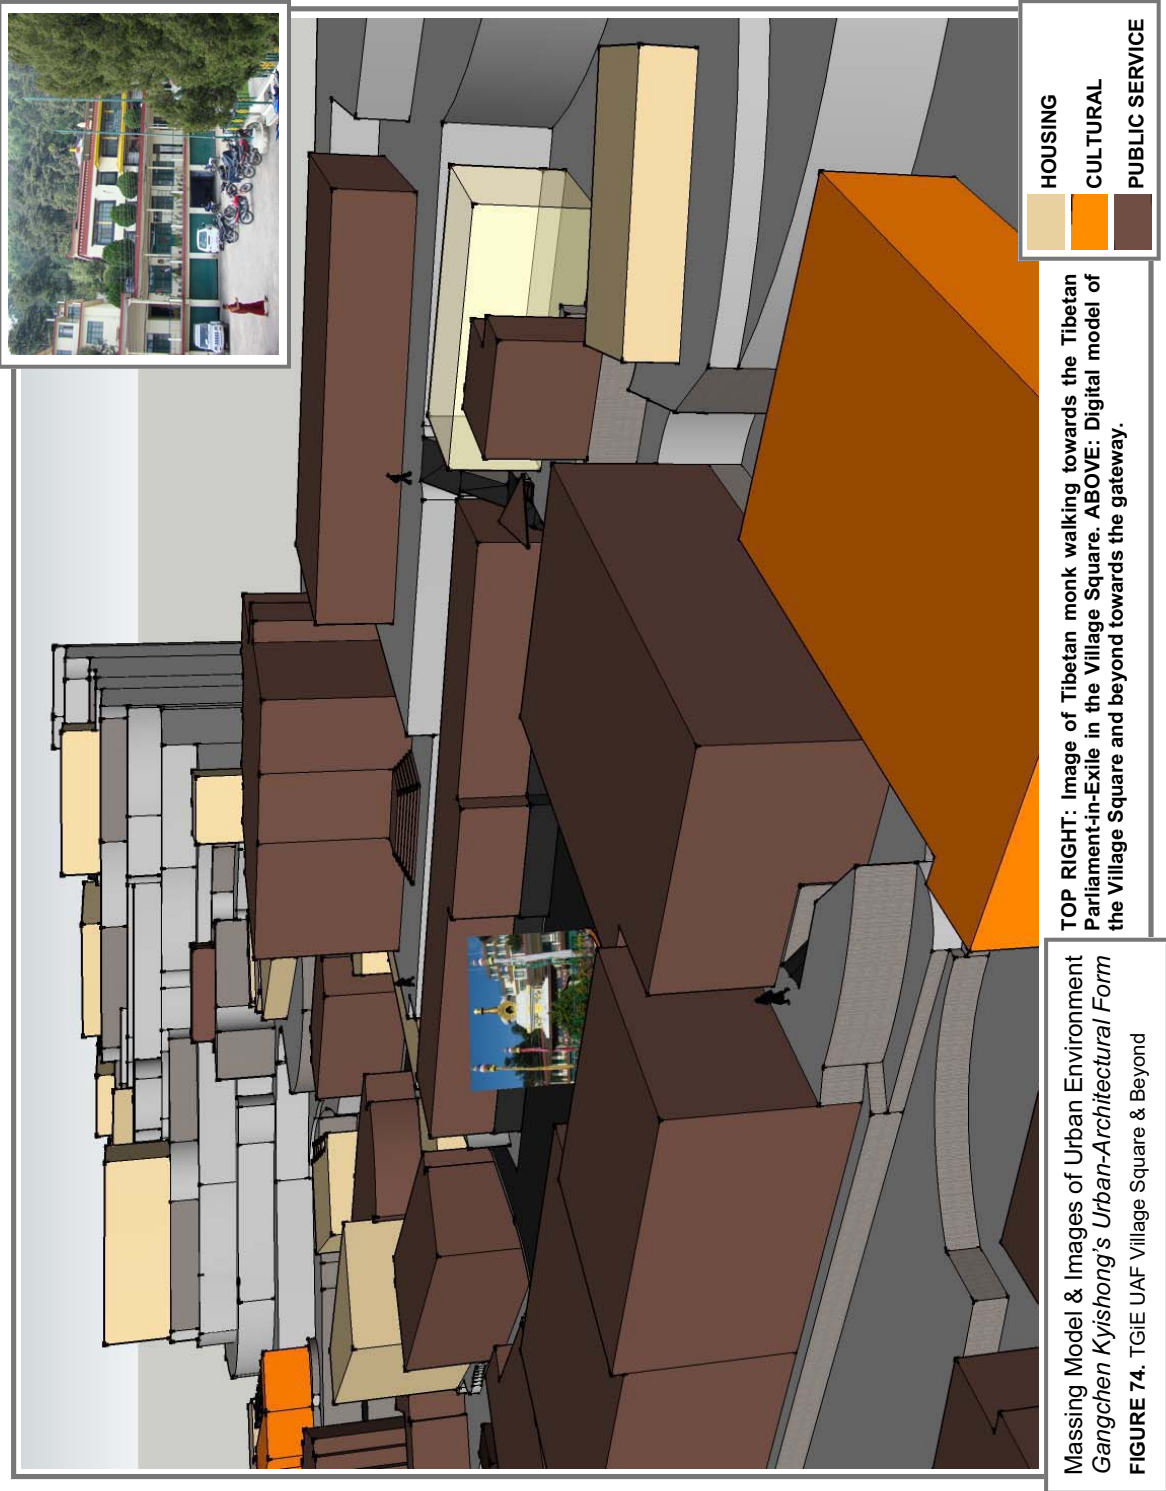 HOUSING
CULTURAL
PUBLIC SERVICE
TOP RIGHT: Image of Tibetan monk walking towards the Tibetan
Parliament-in-Exile in the Village Square. ABOVE: Digital model of
the Village Square and beyond towards the gateway.
Massing Model & Images of Urban Environment
Gangchen Kyishong's Urban-Architectural Form
FIGURE 74. TGiE UAF Village Square & Beyond